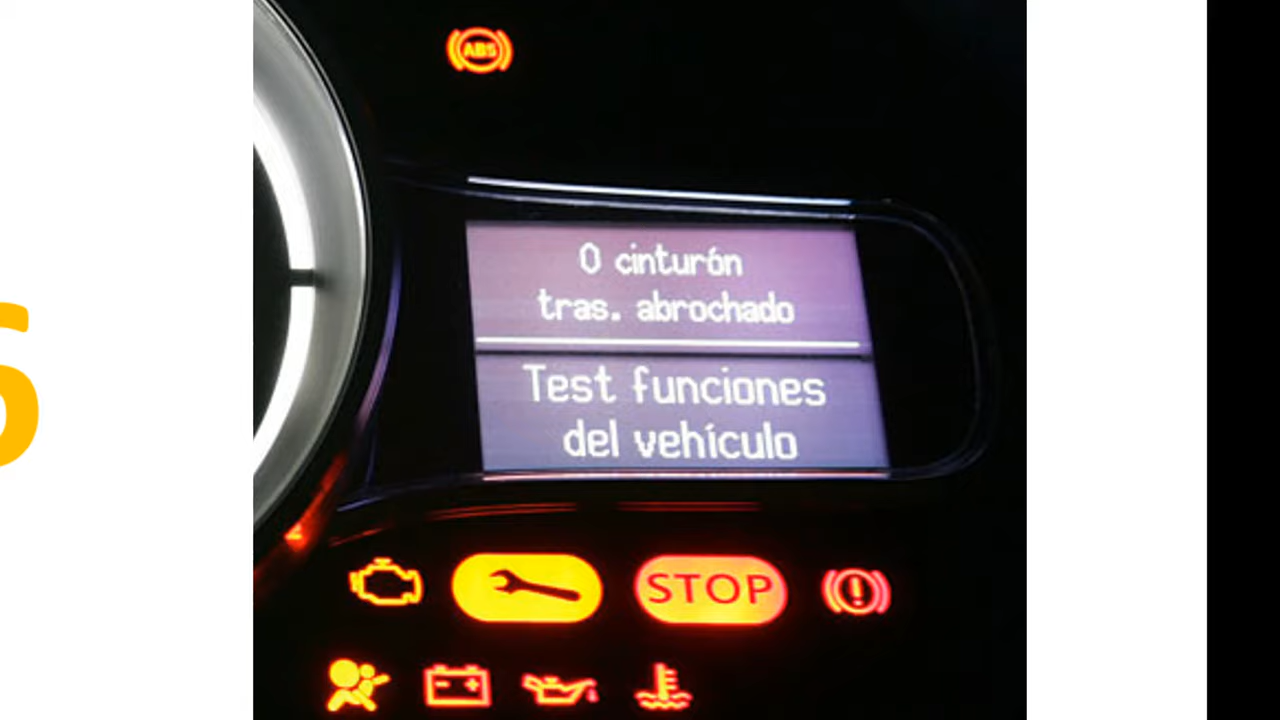 ABS
0 cinturón
tras. abrochado
Test funciones
del vehículo
STOP